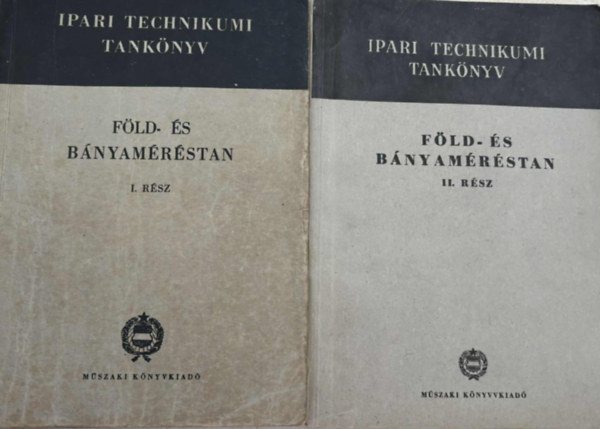 IPARI TECHNIKUMI
TANKÖNYV
FÖLD- ÉS
BÁNYAMÉRÉSTAN
I. RÉSZ
MŰSZAKI KÖNYVKIADÓ
IPARI TECHNIKUMI
TANKÖNYV
FÖLD- ÉS
BÁNYAMÉRÉSTAN
II. RÉSZ
MŰSZAKI KÖNYVKIADÓ